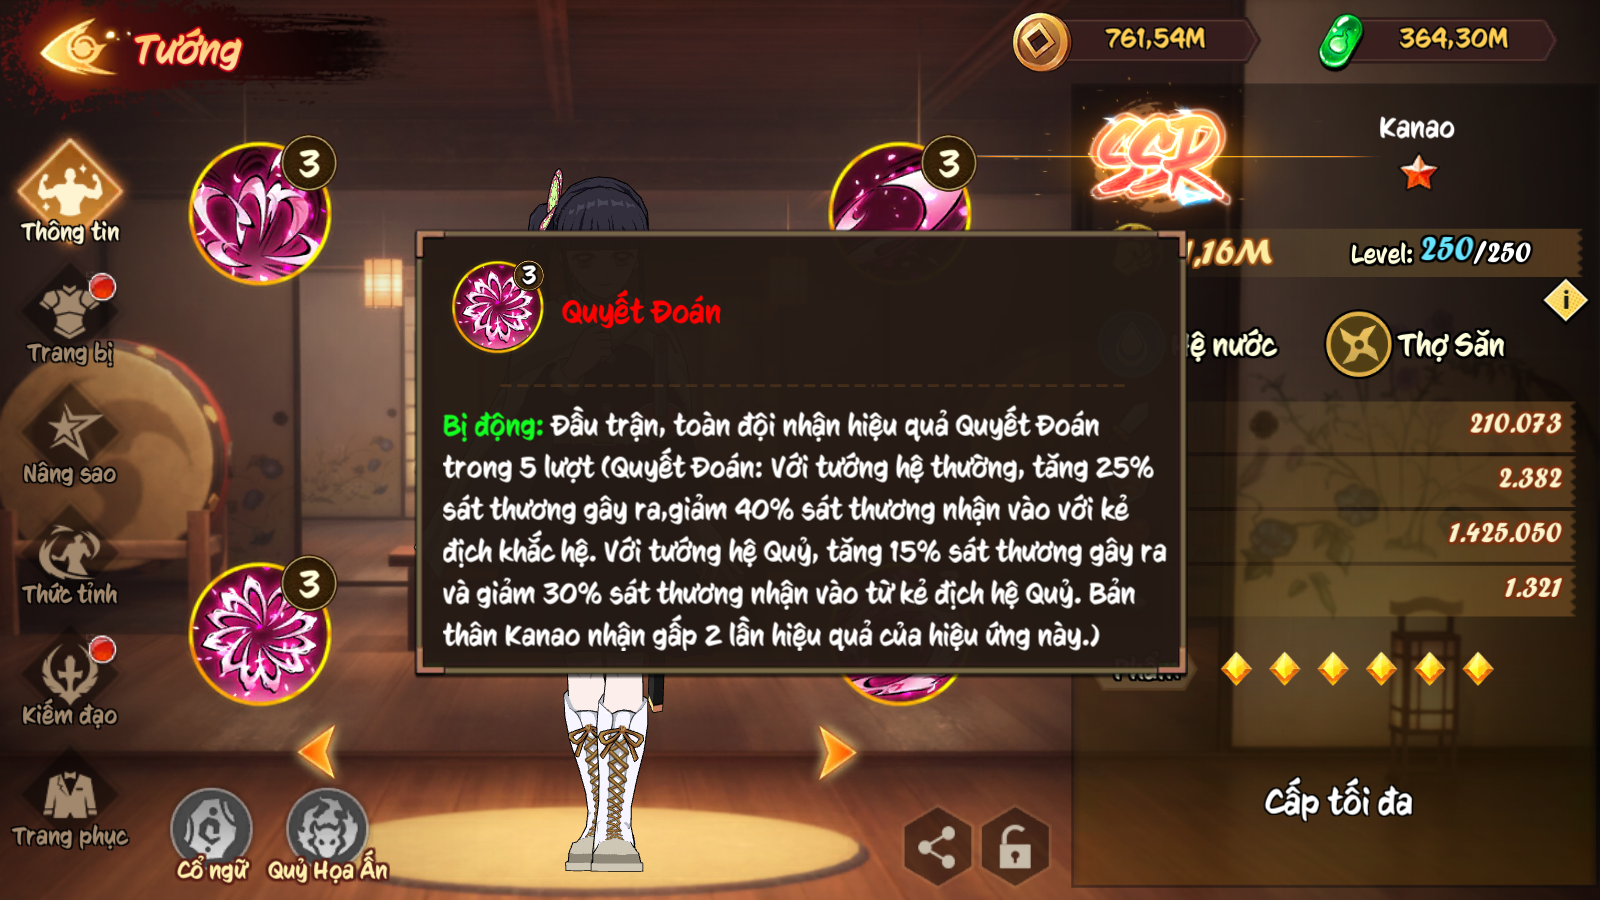 Tướng
761,54M
364,30M
SSR
Kanao
Thông tin
3
3
,16M
Level: 250/250
3
Quyết Đoán
ệ nước
Thợ Săn
Trang bị
Bị động: Đầu trận, toàn đội nhận hiệu quả Quyết Đoán
trong 5 lượt (Quyết Đoán: Với tướng hệ thường, tăng 25%
sát thương gây ra,giảm 40% sát thương nhận vào với kẻ
địch khắc hệ. Với tướng hệ Quỷ, tăng 15% sát thương gây ra
và giảm 30% sát thương nhận vào từ kẻ địch hệ Quỷ. Bản
thân Kanao nhận gấp 2 lần hiệu quả của hiệu ứng này.)
210.073
2.382
1.425.050
1.321
Nâng sao
3
Thức tỉnh
Kiếm đạo
Cấp tối đa
Trang phục
Cổ ngữ
Quỷ Họa Ấn